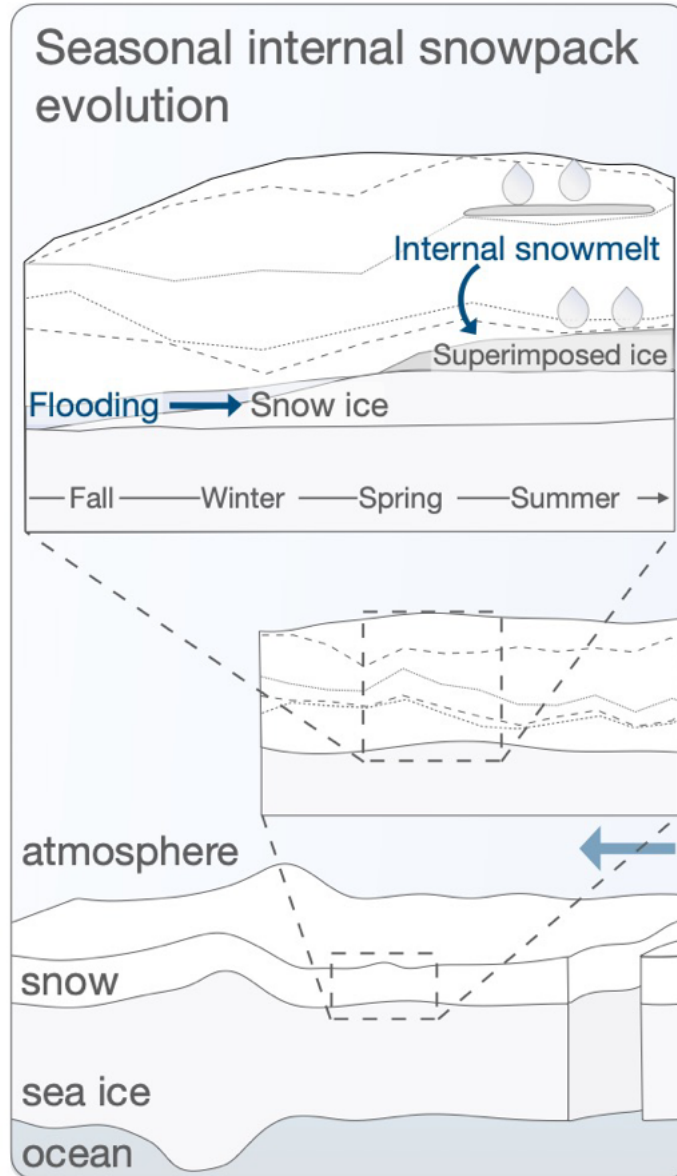 Seasonal internal snowpack
evolution
Internal snowmelt
Superimposed ice
Flooding
Snow ice
Fall
Winter
Spring
Summer
atmosphere
snow
sea ice
ocean